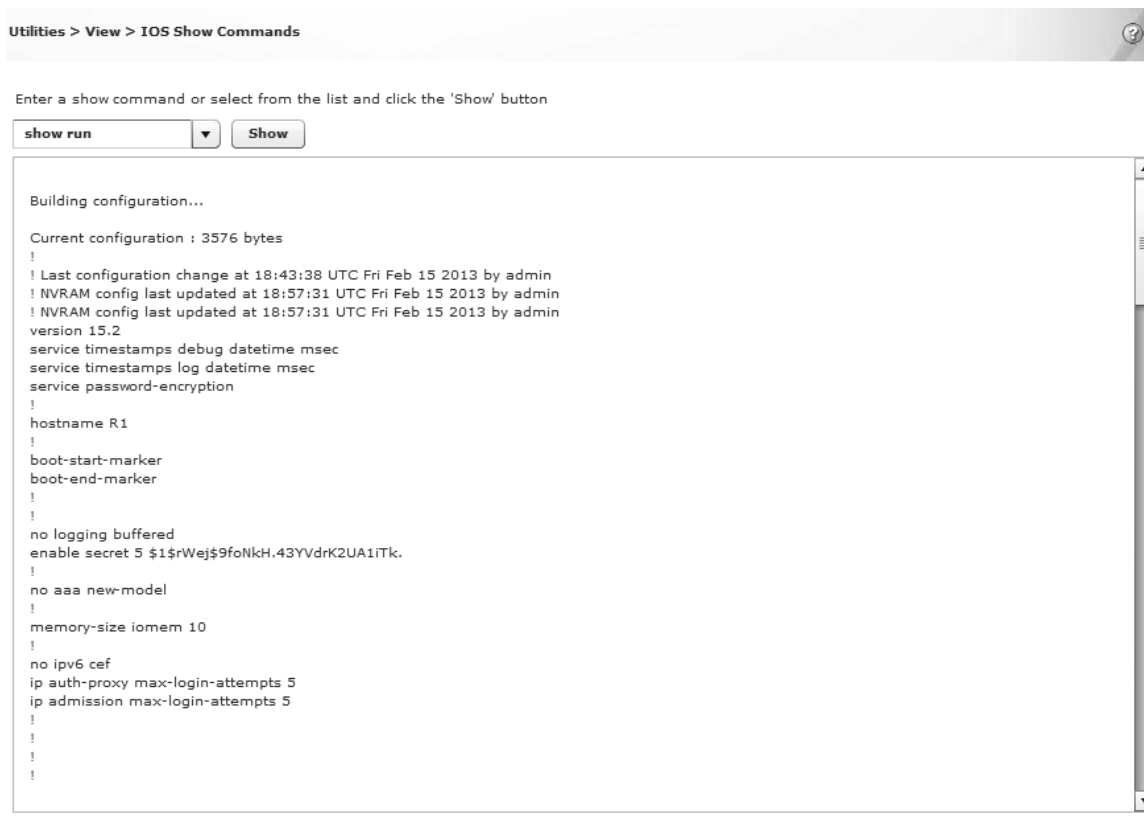 Utilities > View > IOS Show Commands
?
Enter a show command or select from the list and click the 'Show' button
show run
Show
Building configuration...
Current configuration : 3576 bytes
!
! Last configuration change at 18:43:38 UTC Fri Feb 15 2013 by admin
! NVRAM config last updated at 18:57:31 UTC Fri Feb 15 2013 by admin
! NVRAM config last updated at 18:57:31 UTC Fri Feb 15 2013 by admin
version 15.2
service timestamps debug datetime msec
service timestamps log datetime msec
service password-encryption
!
hostname R1
!
boot-start-marker
boot-end-marker
!
!
no logging buffered
enable secret 5 $1$rWej$9foNkH.43YVdrK2UA1iTk.
!
no aaa new-model
!
memory-size iomem 10
!
no ipv6 cef
ip auth-proxy max-login-attempts 5
ip admission max-login-attempts 5
!
!
!
!